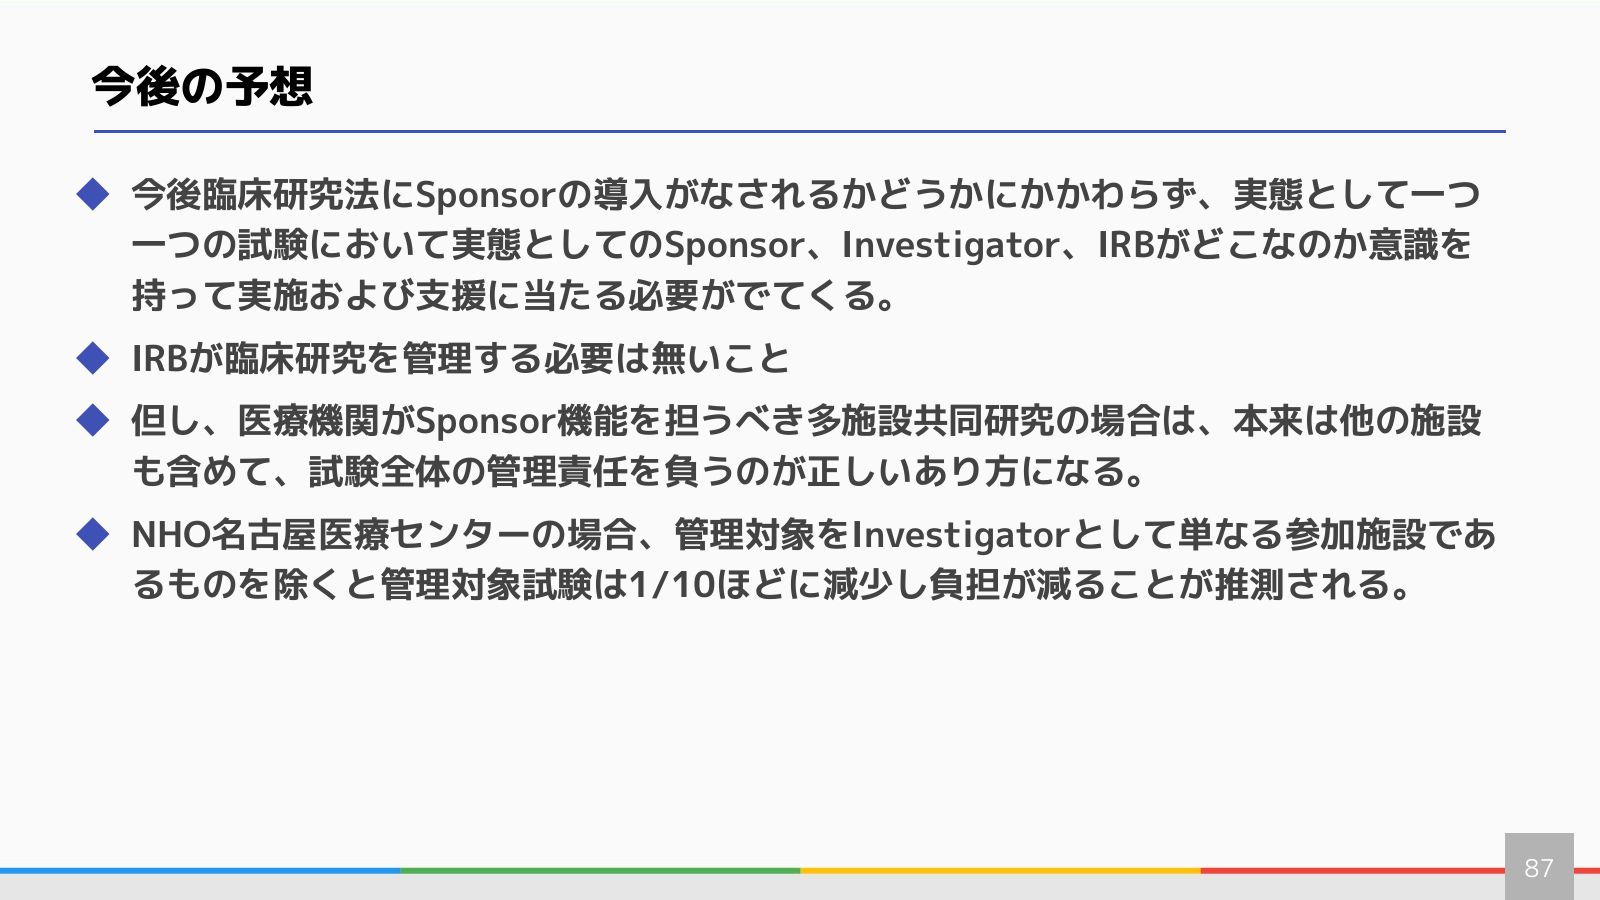 今後の予想
今後臨床研究法にSponsorの導入がなされるかどうかにかかわらず、実態として一つ
一つの試験において実態としてのSponsor、Investigator、IRBがどこなのか意識を
持って実施および支援に当たる必要がでてくる。
IRBが臨床研究を管理する必要は無いこと
但し、医療機関がSponsor機能を担うべき多施設共同研究の場合は、本来は他の施設
も含めて、試験全体の管理責任を負うのが正しいあり方になる。
NHO名古屋医療センターの場合、管理対象をInvestigatorとして単なる参加施設であ
るものを除くと管理対象試験は1/10ほどに減少し負担が減ることが推測される。
87